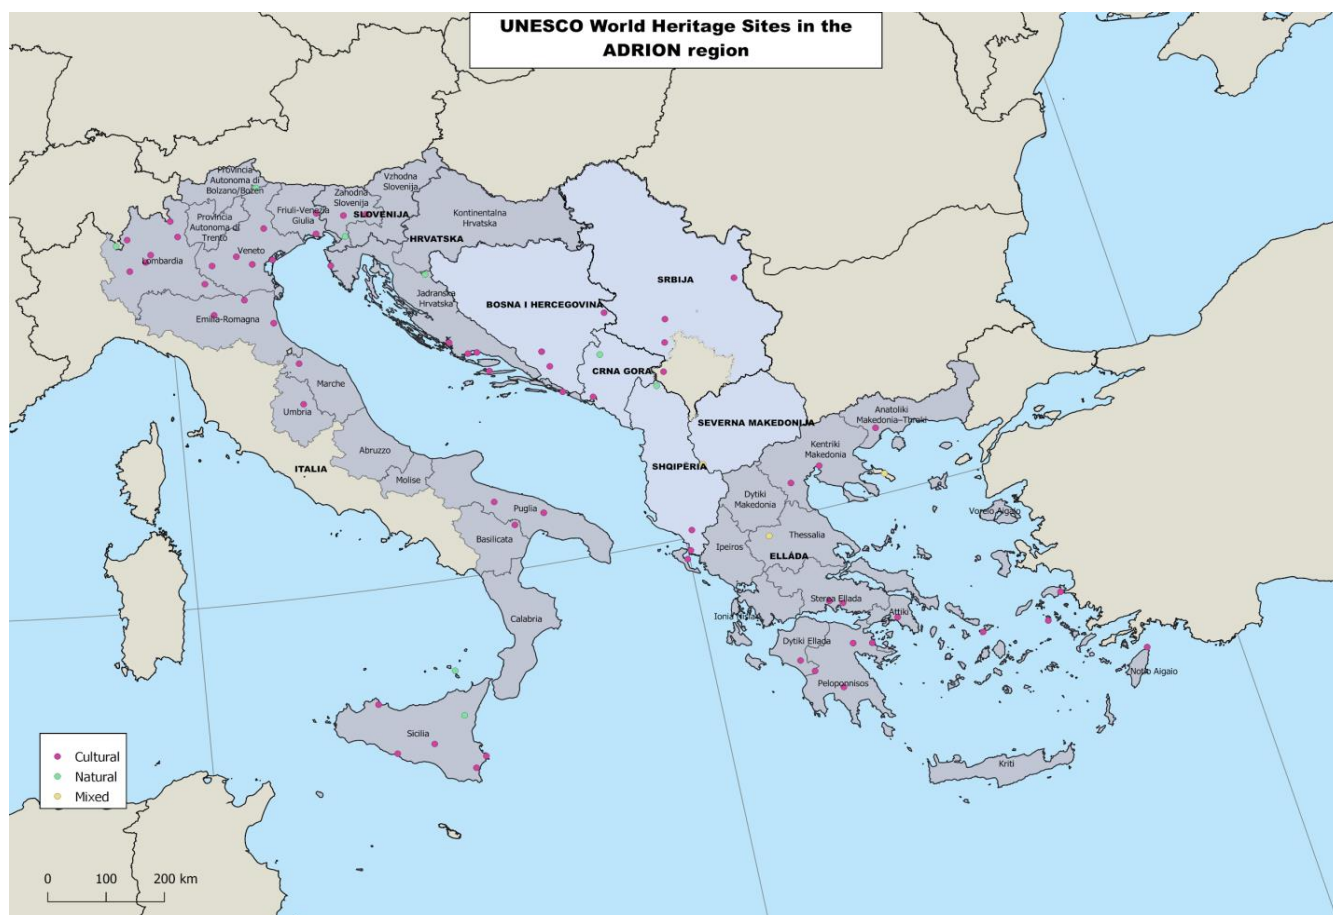 UNESCO World Heritage Sites in the
ADRION region
Provincia
Autonoma di
Bolzano/Bozen
Vzhodna
Slovenija
Zahodna
Slovenija
Friuli-Venezia
Giulia
SLOVENIJA
Provincia
Autonoma di
Trento
Kontinentalna
Hrvatska
HRVATSKA
Veneto
Lombardia
SRBIJA
Jadranska
Hrvatska
BOSNA I HERCEGOVINA
Emilia-Romagna
CRNA GORA
Marche
Umbria
Anatoliki
Makedonia-Thraki
SEVERNA MAKEDONIJA
Kentriki
Makedonia
Abruzzo
ITALIA
SHQIPËRIA
Molise
Dytiki
Makedonia
Puglia
Voreio Aigaio
Basilicata
Ipeiros
Thessalia
ELLÁDA
Sterea Ellada
Calabria
Attiki
Dytiki Ellada
Notio Aigaio
Peloponnisos
Sicilia
Kriti
Cultural
Natural
Mixed
0 100 200 km